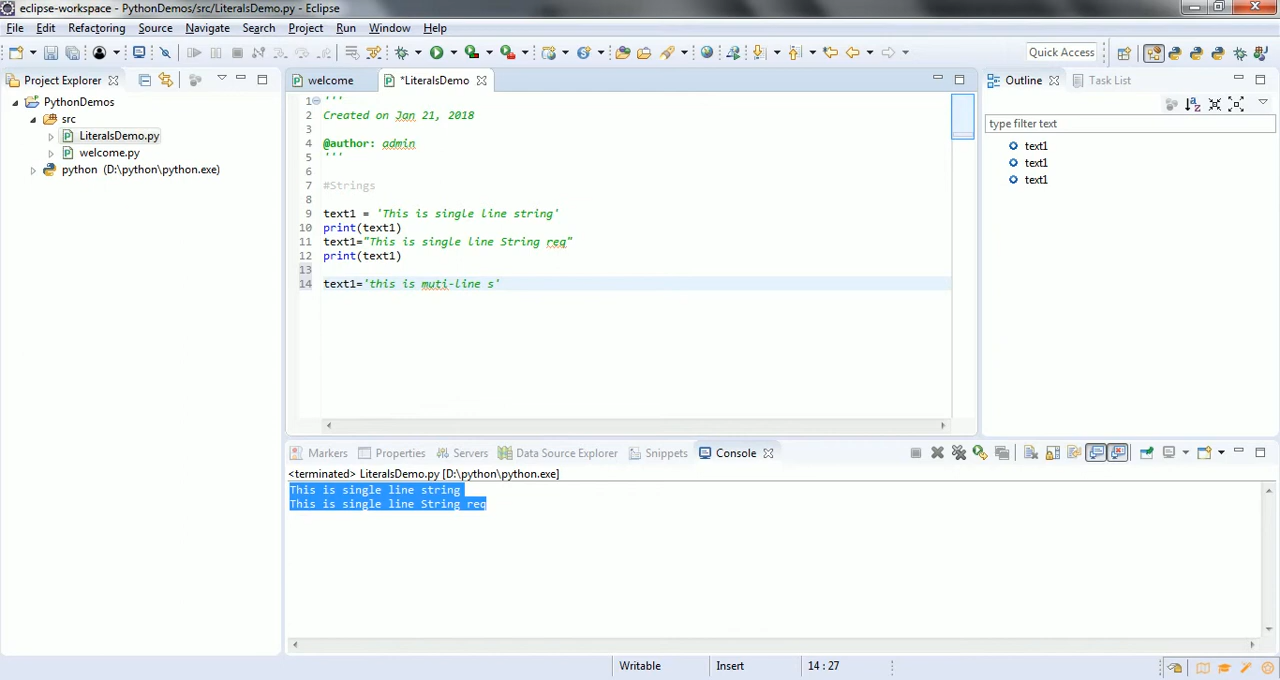 eclipse-workspace - PythonDemos/src/LiteralsDemo.py - Eclipse
File Edit Refactoring Source Navigate Search Project Run Window Help
Quick Access
Project Explorer
welcome
*LiteralsDemo
Outline
Task List
PythonDemos
src
LiteralsDemo.py
welcome.py
python (D:\python\python.exe)
1 '''
2 Created on Jan 21, 2018
3
4 @author: admin
5 '''
6
7 #Strings
8
9 text1 = 'This is single line string'
10 print(text1)
11 text1="This is single line String req"
12 print(text1)
13
14 text1='this is muti-line s'
type filter text
text1
text1
text1
Markers Properties Servers Data Source Explorer Snippets Console
<terminated> LiteralsDemo.py [D:\python\python.exe]
This is single line string
This is single line String req
Writable Insert 14 : 27